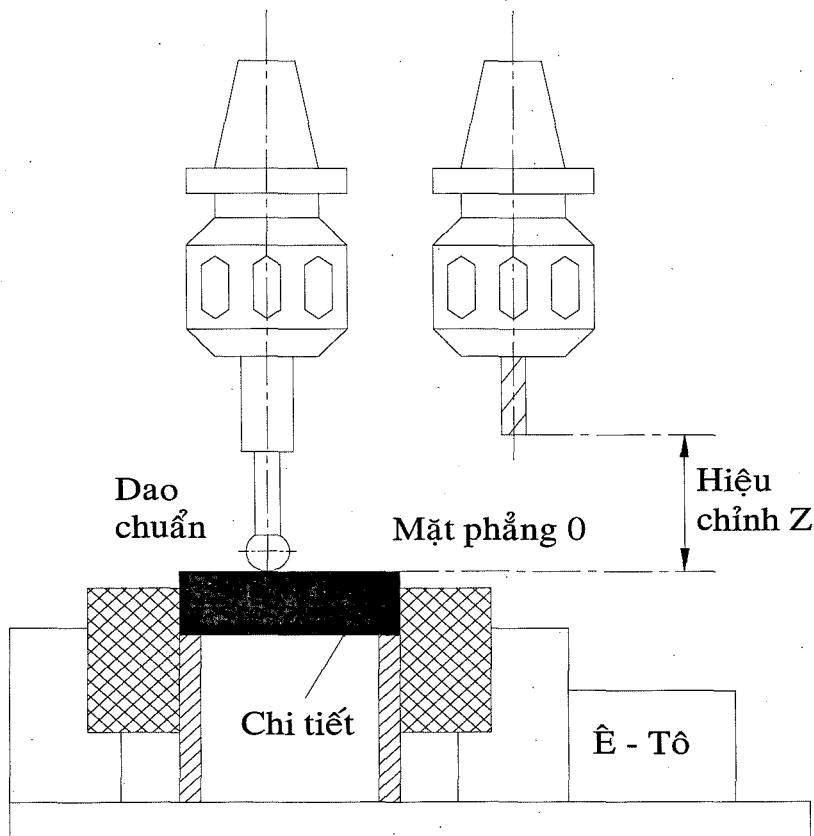 Dao
chuẩn
Mặt phẳng 0
Hiệu
chỉnh Z
Chi tiết
Ê - Tô